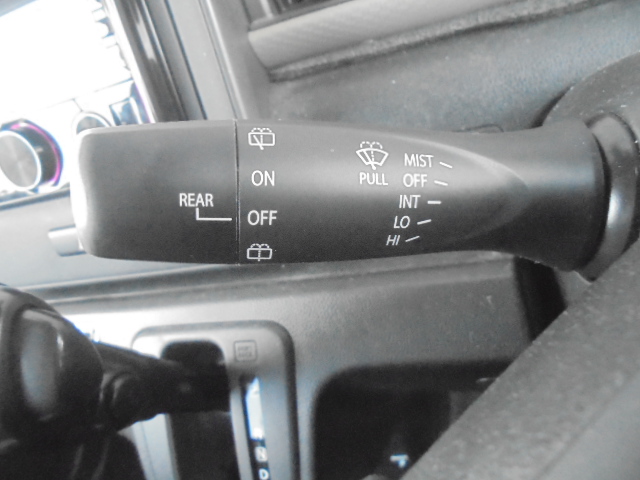 MIST
ON
PULL OFF
REAR
INT
OFF
LO
HI
D